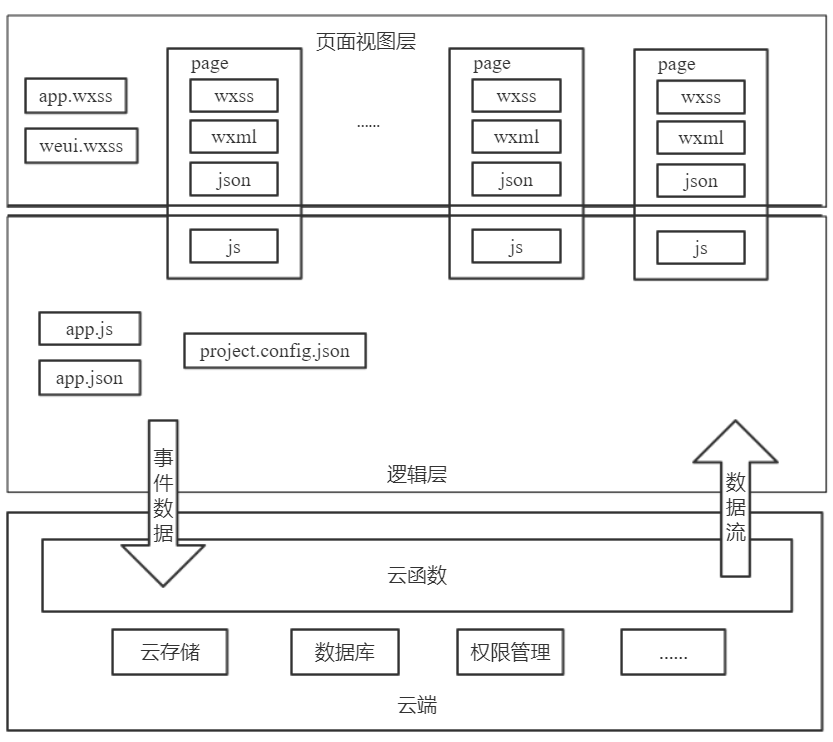 页面视图层
app.wxss
weui.wxss
page
wxss
wxml
json
js
......
page
wxss
wxml
json
js
page
wxss
wxml
json
js
app.js
app.json
project.config.json
事件数据
逻辑层
数据流
云函数
云存储
数据库
权限管理
......
云端